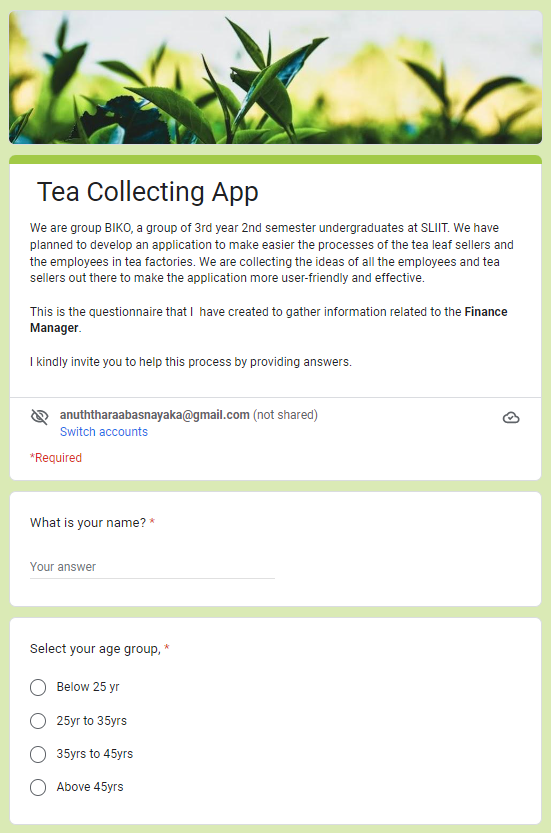 Tea Collecting App
We are group BIKO, a group of 3rd year 2nd semester undergraduates at SLIIT. We have
planned to develop an application to make easier the processes of the tea leaf sellers and
the employees in tea factories. We are collecting the ideas of all the employees and tea
sellers out there to make the application more user-friendly and effective.
This is the questionnaire that I  have created to gather information related to the Finance
Manager.
I kindly invite you to help this process by providing answers.
anuththaraabasnayaka@gmail.com (not shared)
Switch accounts
*Required
What is your name? *
Your answer
Select your age group, *
Below 25 yr
25yr to 35yrs
35yrs to 45yrs
Above 45yrs